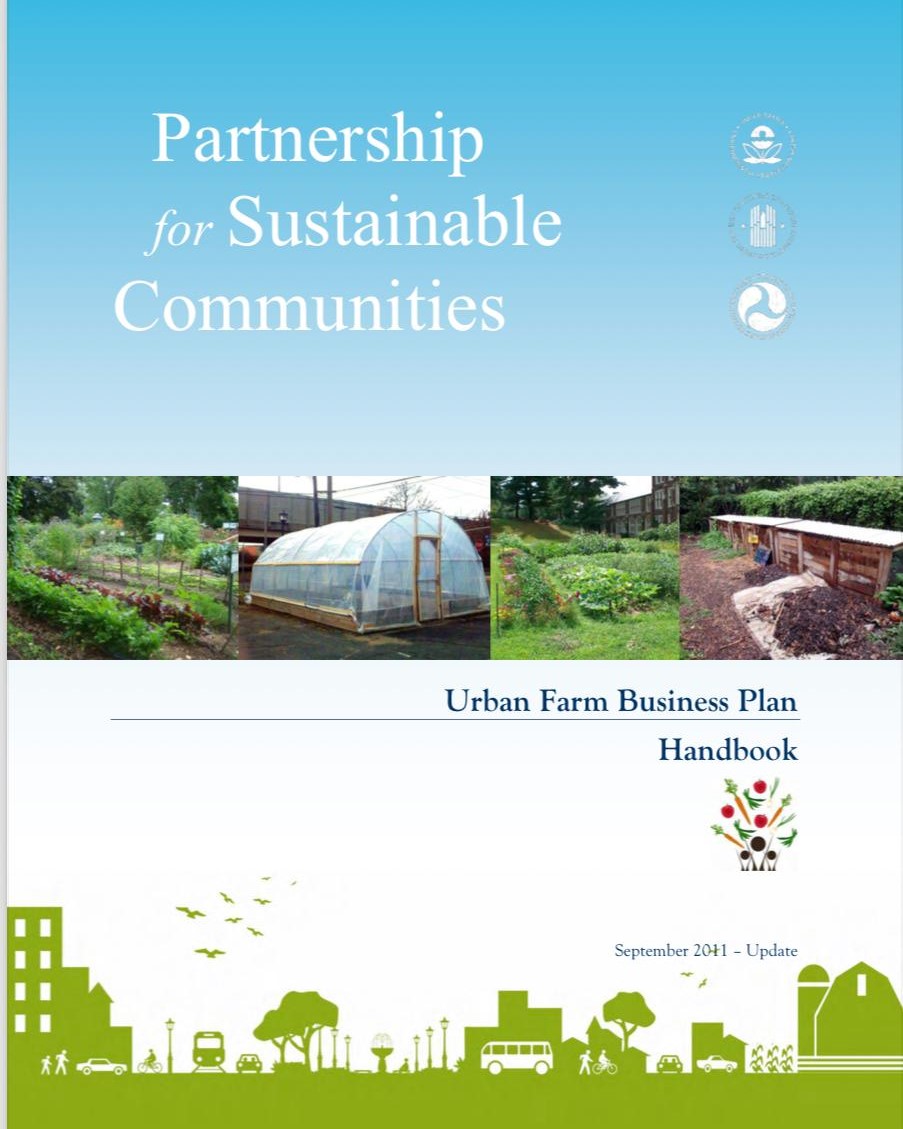 Partnership
for Sustainable
Communities
Urban Farm Business Plan
Handbook
September 2011 – Update